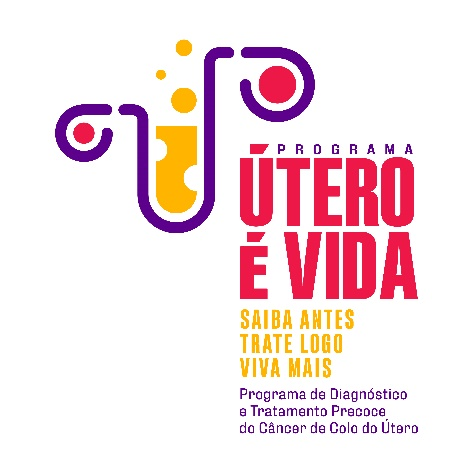 PROGRAMA
ÚTERO
É VIDA
SAIBA ANTES
TRATE LOGO
VIVA MAIS
Programa de Diagnóstico
e Tratamento Precoce
do Câncer de Colo do Útero